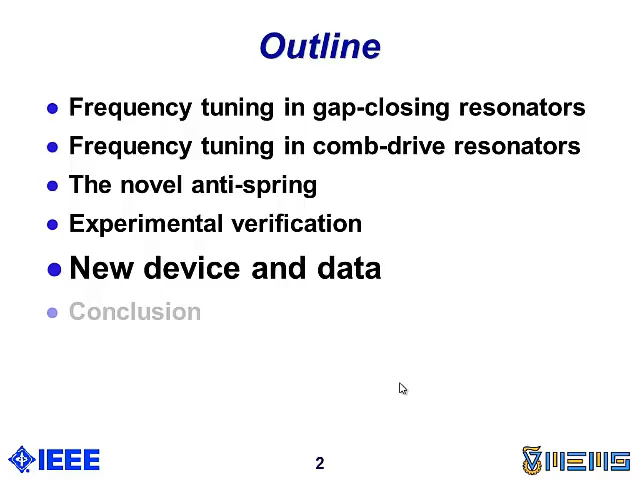 Outline
● Frequency tuning in gap-closing resonators
● Frequency tuning in comb-drive resonators
● The novel anti-spring
● Experimental verification
● New device and data
● Conclusion
IEEE
2
MEMS